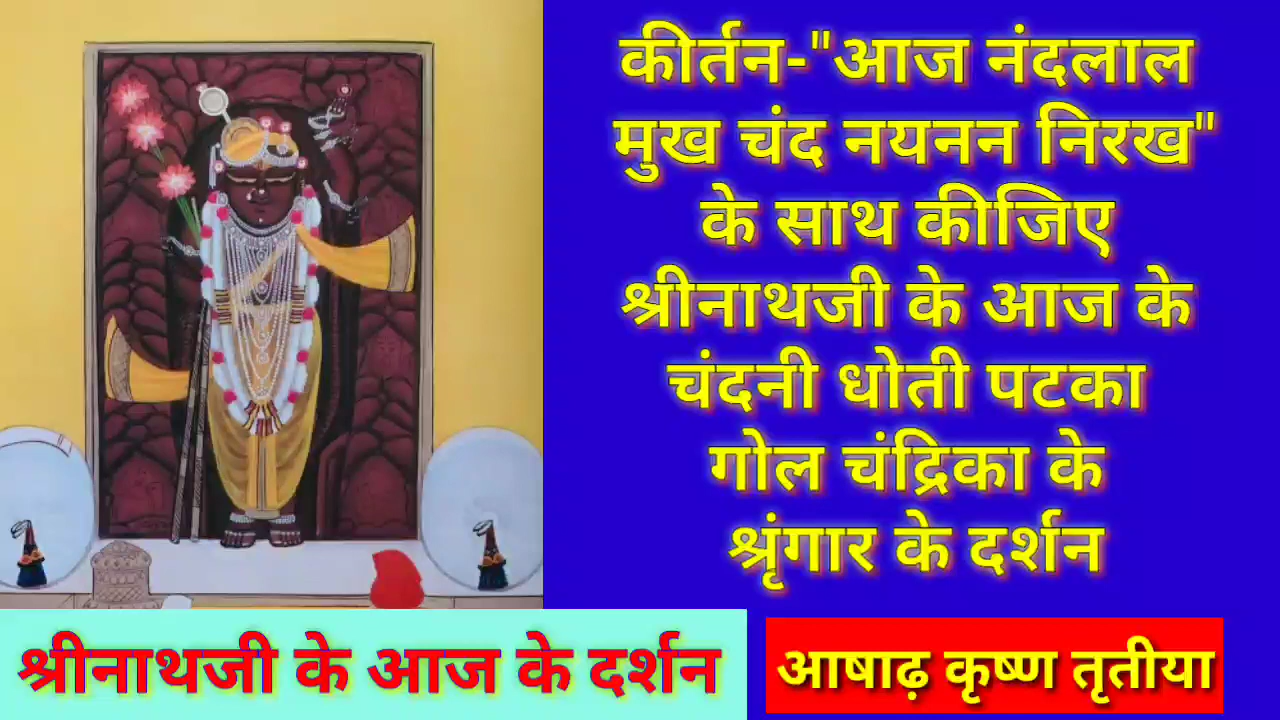 कीर्तन-"आज नंदलाल
मुख चंद नयनन निरख"
के साथ कीजिए
श्रीनाथजी के आज के
चंदनी धोती पटका
गोल चंद्रिका के
श्रृंगार के दर्शन
श्रीनाथजी के आज के दर्शन
आषाढ़ कृष्ण तृतीया